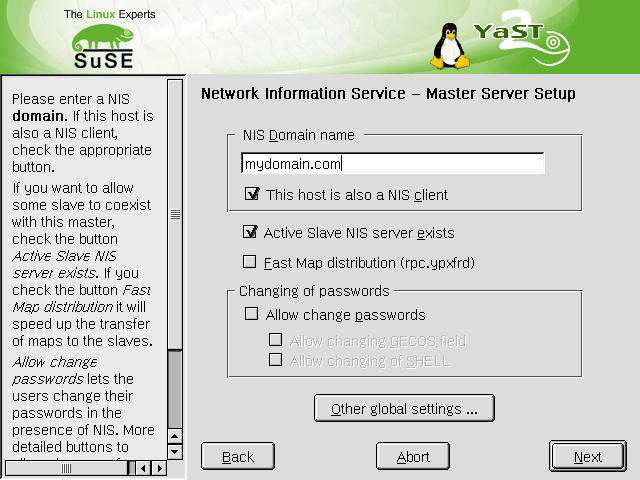 The Linux Experts
SuSE
YaST
2
Please enter a NIS
domain. If this host is
also a NIS client,
check the appropriate
button.
If you want to allow
some slave to coexist
with this master,
check the button
Active Slave NIS
server exists. If you
check the button Fast
Map distribution it will
speed up the transfer
of maps to the slaves.
Allow change
passwords lets the
users change their
passwords in the
presence of NIS. More
detailed buttons to
Network Information Service – Master Server Setup
NIS Domain name
mydomain.com
This host is also a NIS client
Active Slave NIS server exists
Fast Map distribution (rpc.ypxfrd)
Changing of passwords
Allow change passwords
Allow changing GECOS field
Allow changing of SHELL
Other global settings ...
Back
Abort
Next